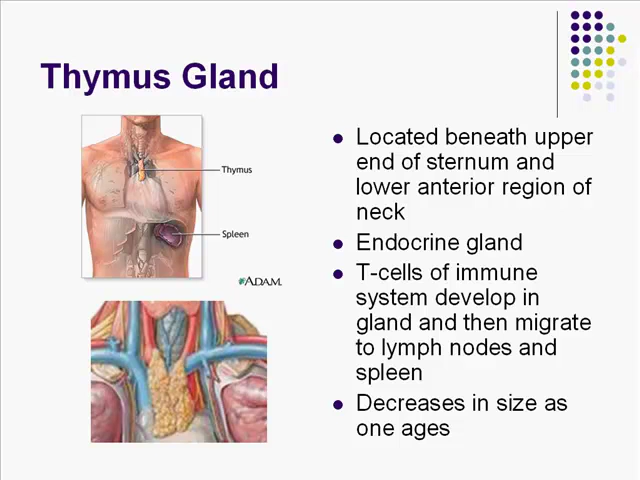 Thymus Gland
Thymus
Spleen
ADAM.
Located beneath upper
end of sternum and
lower anterior region of
neck
Endocrine gland
T-cells of immune
system develop in
gland and then migrate
to lymph nodes and
spleen
Decreases in size as
one ages